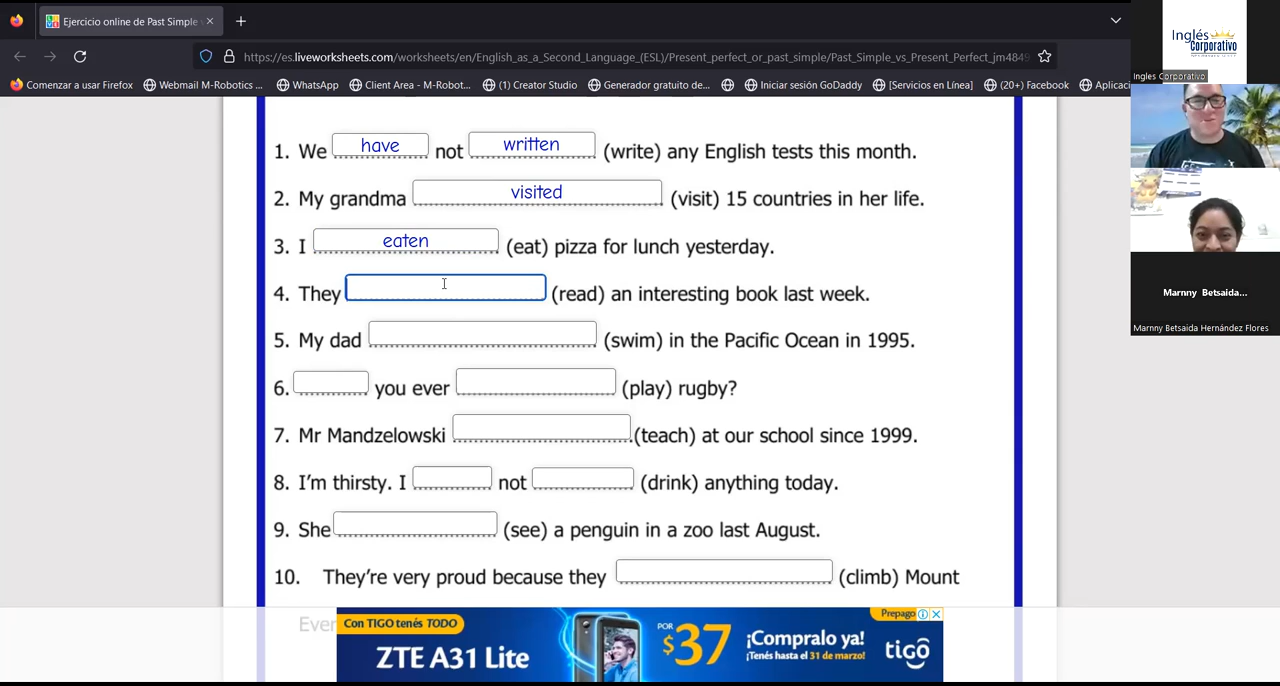 Ejercicio online de Past Simple
https://es.liveworksheets.com/worksheets/en/English_as_a_Second_Language_(ESL)/Present_perfect_or_past_simple/Past_Simple_vs_Present_Perfect_jm4849
Comenzar a usar Firefox Webmail M-Robotics ... WhatsApp Client Area - M-Robot... (1) Creator Studio Generador gratuito de... Iniciar sesión GoDaddy [Servicios en Línea] (20+) Facebook Aplicaci
Inglés
Corporativo
Ingles Corporativo
1. We have not written (write) any English tests this month.
2. My grandma visited (visit) 15 countries in her life.
3. I eaten (eat) pizza for lunch yesterday.
4. They (read) an interesting book last week.
5. My dad (swim) in the Pacific Ocean in 1995.
6. you ever (play) rugby?
7. Mr Mandzelowski (teach) at our school since 1999.
8. I'm thirsty. I not (drink) anything today.
9. She (see) a penguin in a zoo last August.
10. They're very proud because they (climb) Mount
Ever
Marnny Betsaida...
Marnny Betsaida Hernández Flores
Con TIGO tenés TODO
ZTE A31 Lite
POR
$37
¡Compralo ya!
¡Tenés hasta el 31 de marzo!
Prepago
tigo